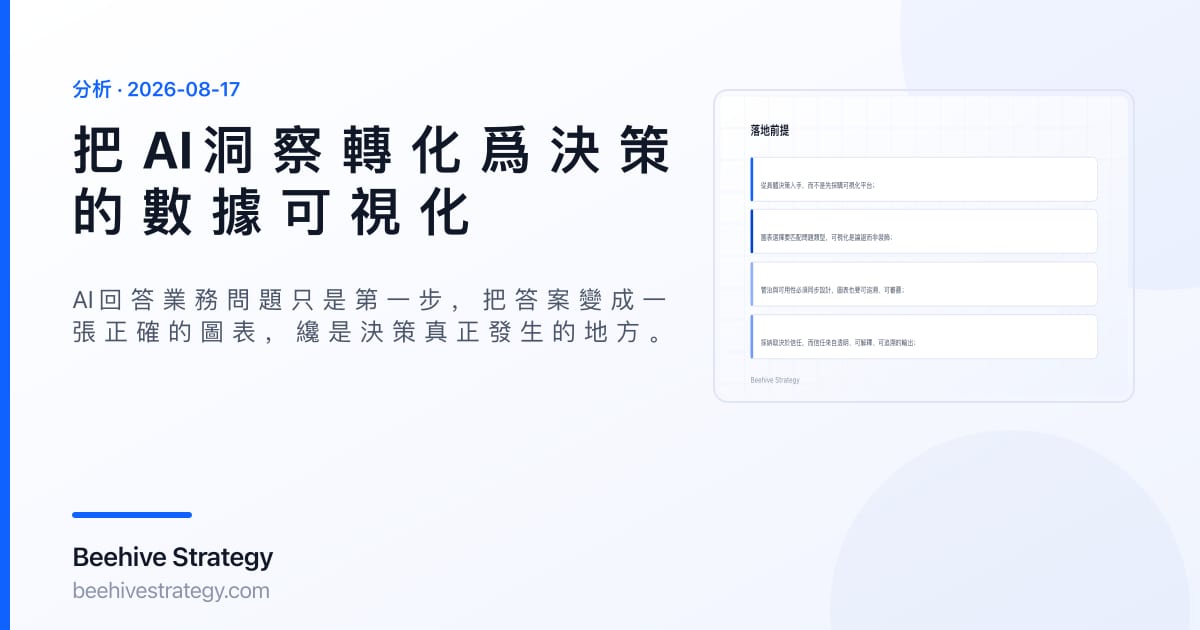 分析 · 2026-08-17
把 AI 洞察轉化爲決策
的數據可視化
AI 回答業務問題只是第一步，把答案變成一
張正確的圖表，纔是決策真正發生的地方。
落地前提
從具體決策入手，而不是先採購可視化平台；
圖表選擇要匹配問題類型，可視化是論證而非裝飾；
管治與可用性必須同步設計，圖表也要可追溯、可審計；
採納取決於信任，而信任來自透明、可解釋、可追溯的輸出；
Beehive Strategy
Beehive Strategy
beehivestrategy.com